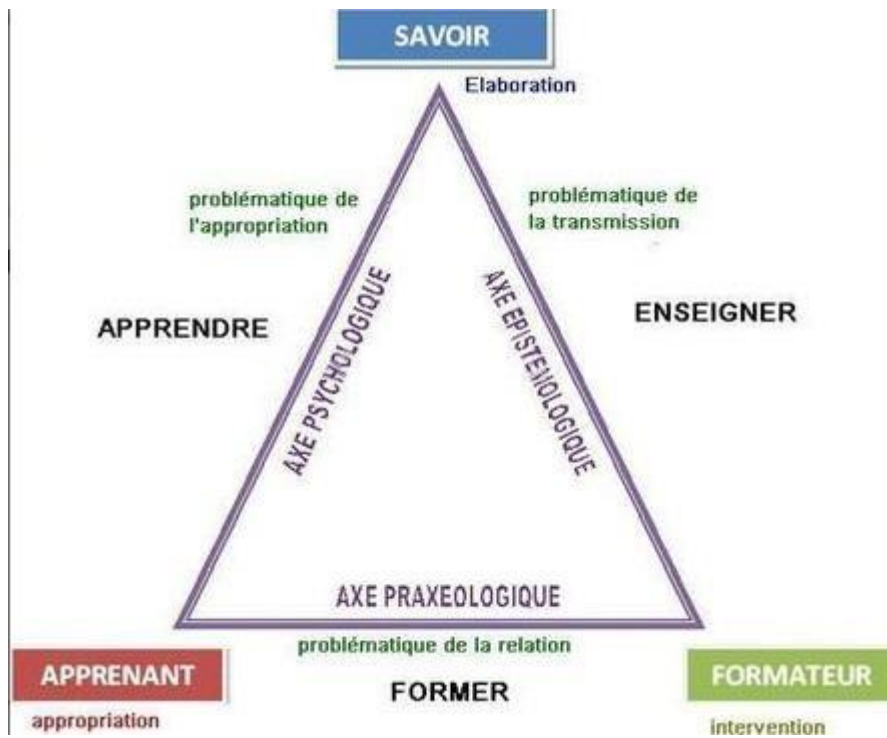 SAVOIR
Elaboration
problématique de
l'appropriation
problématique de
la transmission
APPRENDRE
ENSEIGNER
AXE PSYCHOLOGIQUE
AXE EPISTEMOLOGIQUE
AXE PRAXEOLOGIQUE
problématique de la relation
APPRENANT
FORMER
FORMATEUR
appropriation
intervention